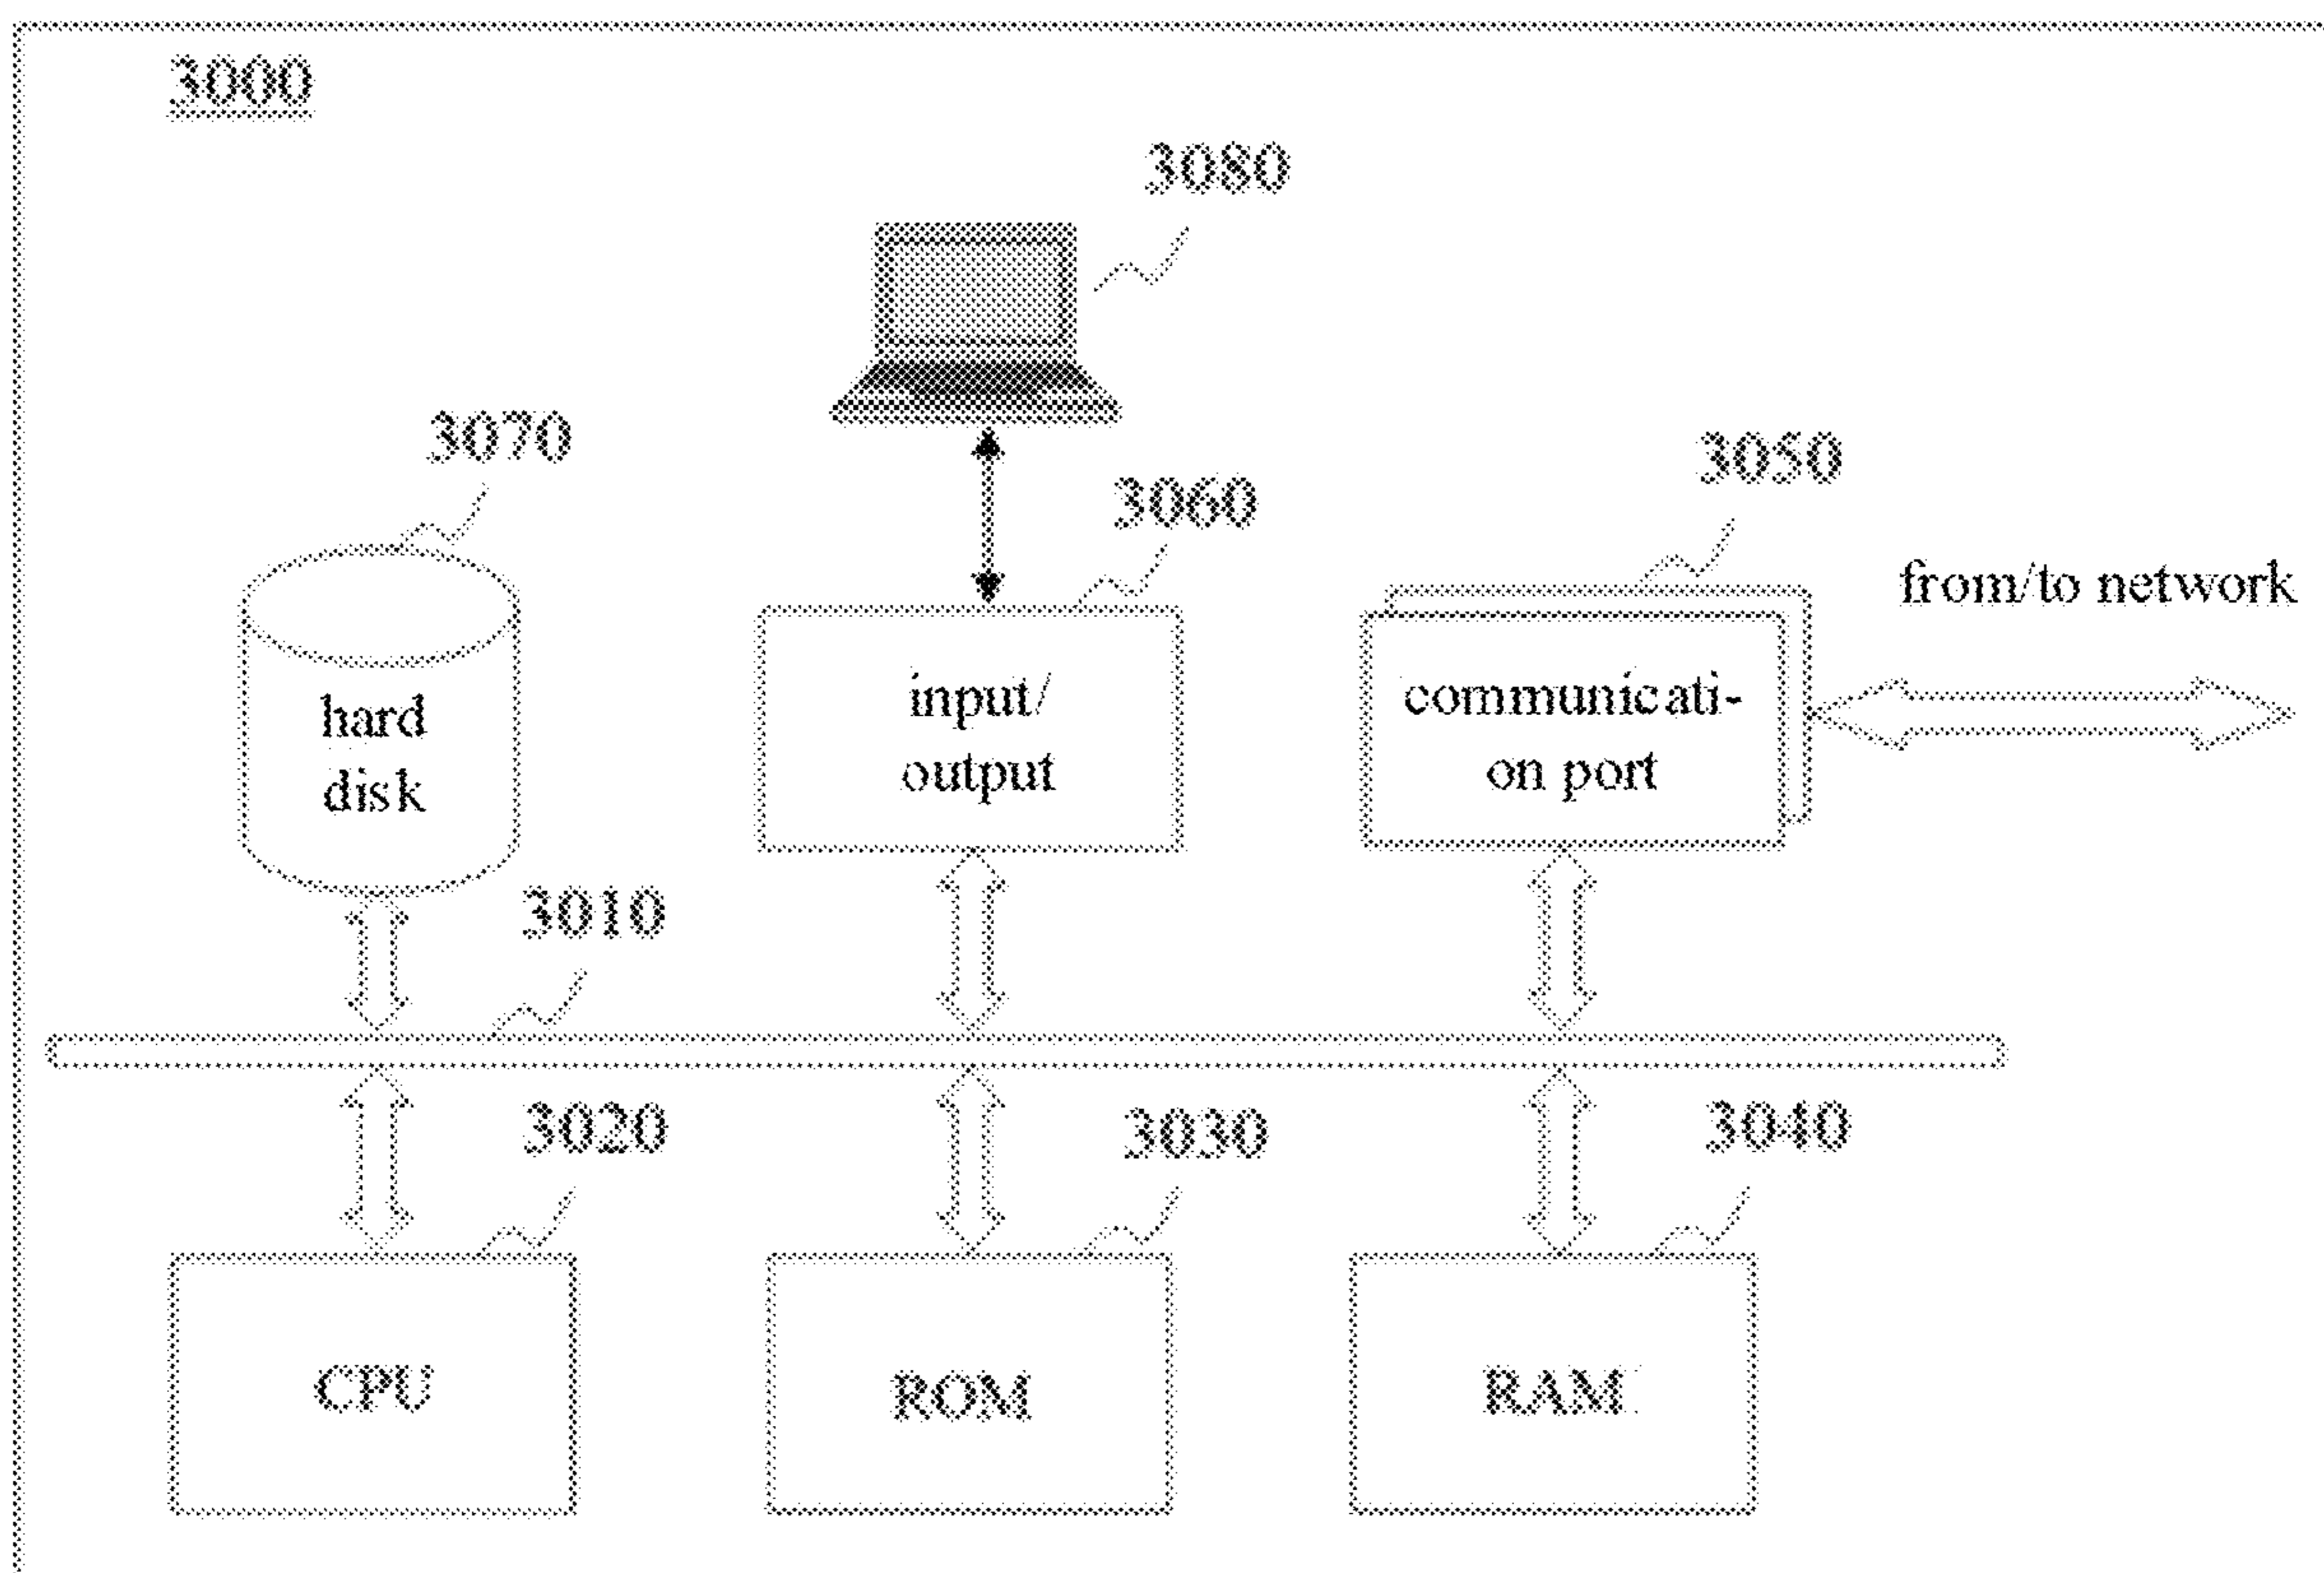 3000
3080
3070
3060
3050
from/to network
hard
disk
input/
output
communicati-
on port
3010
3020
3030
3040
CPU
ROM
RAM